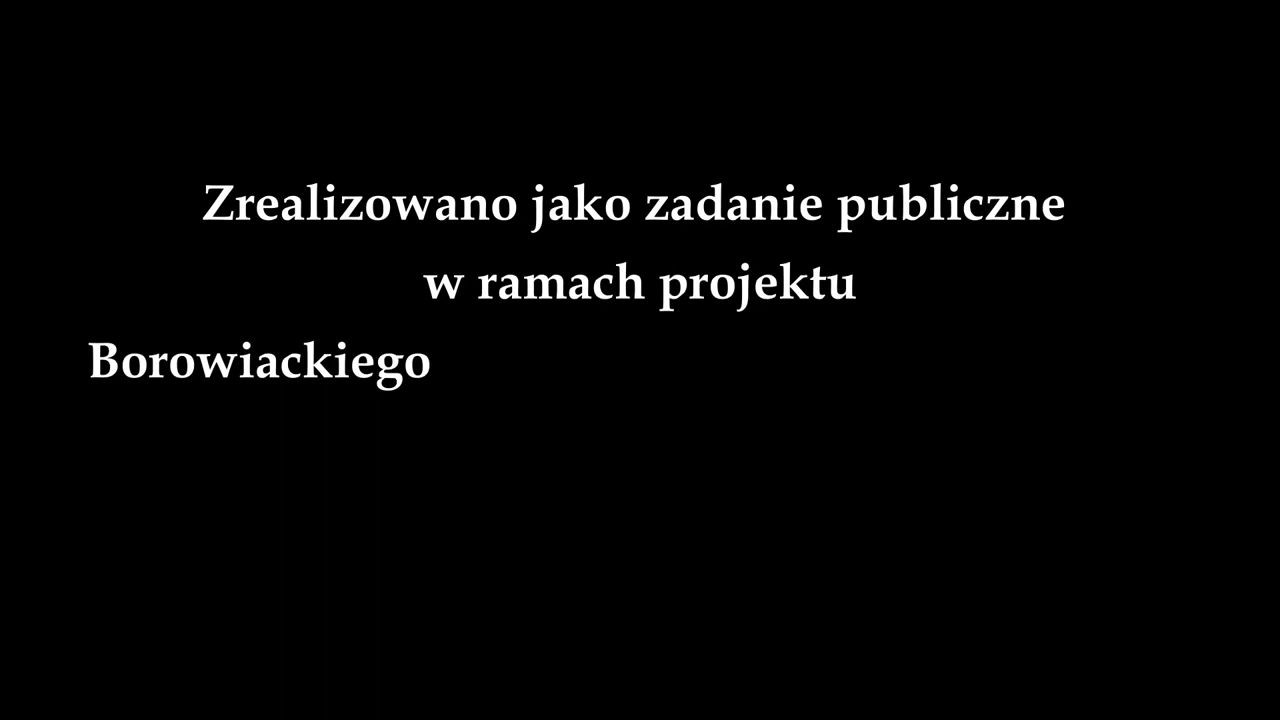 Zrealizowano jako zadanie publiczne
w ramach projektu
Borowiackiego